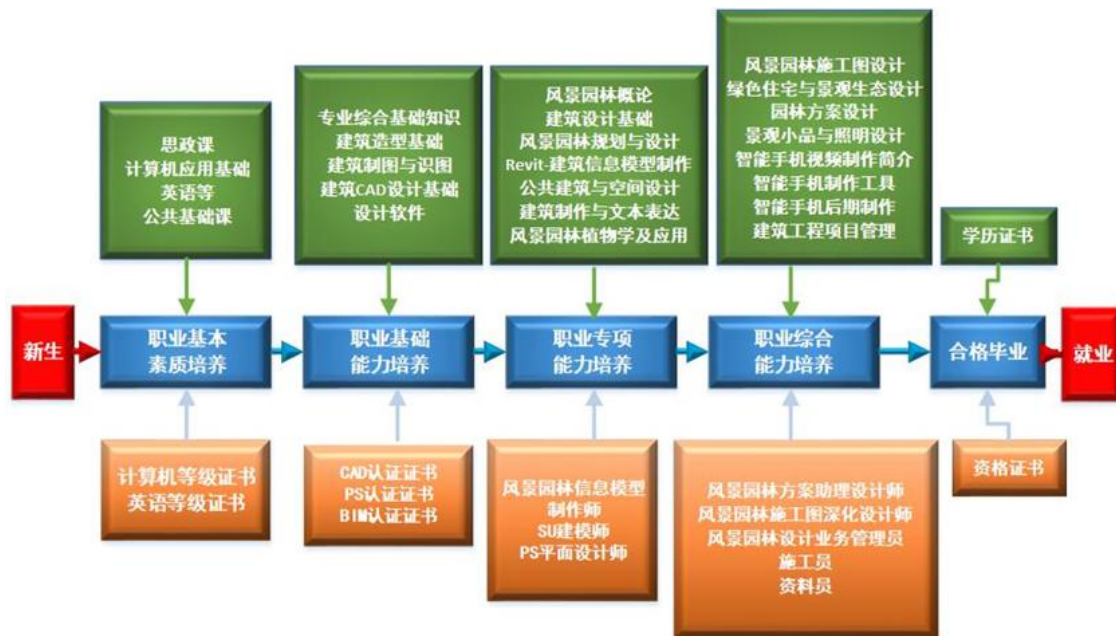 思政课
计算机应用基础
英语等
公共基础课
专业综合基础知识
建筑造型基础
建筑制图与识图
建筑CAD设计基础
设计软件
风景园林概论
建筑设计基础
风景园林规划与设计
Revit-建筑信息模型制作
公共建筑与空间设计
建筑制作与文本表达
风景园林植物学及应用
风景园林施工图设计
绿色住宅与景观生态设计
园林方案设计
景观小品与照明设计
智能手机视频制作简介
智能手机制作工具
智能手机后期制作
建筑工程项目管理
学历证书
新生
职业基本
素质培养
职业基础
能力培养
职业专项
能力培养
职业综合
能力培养
合格毕业
就业
计算机等级证书
英语等级证书
CAD认证证书
PS认证证书
BIM认证证书
风景园林信息模型
制作师
SU建模师
PS平面设计师
风景园林方案助理设计师
风景园林施工图深化设计师
风景园林设计业务管理员
施工员
资料员
资格证书